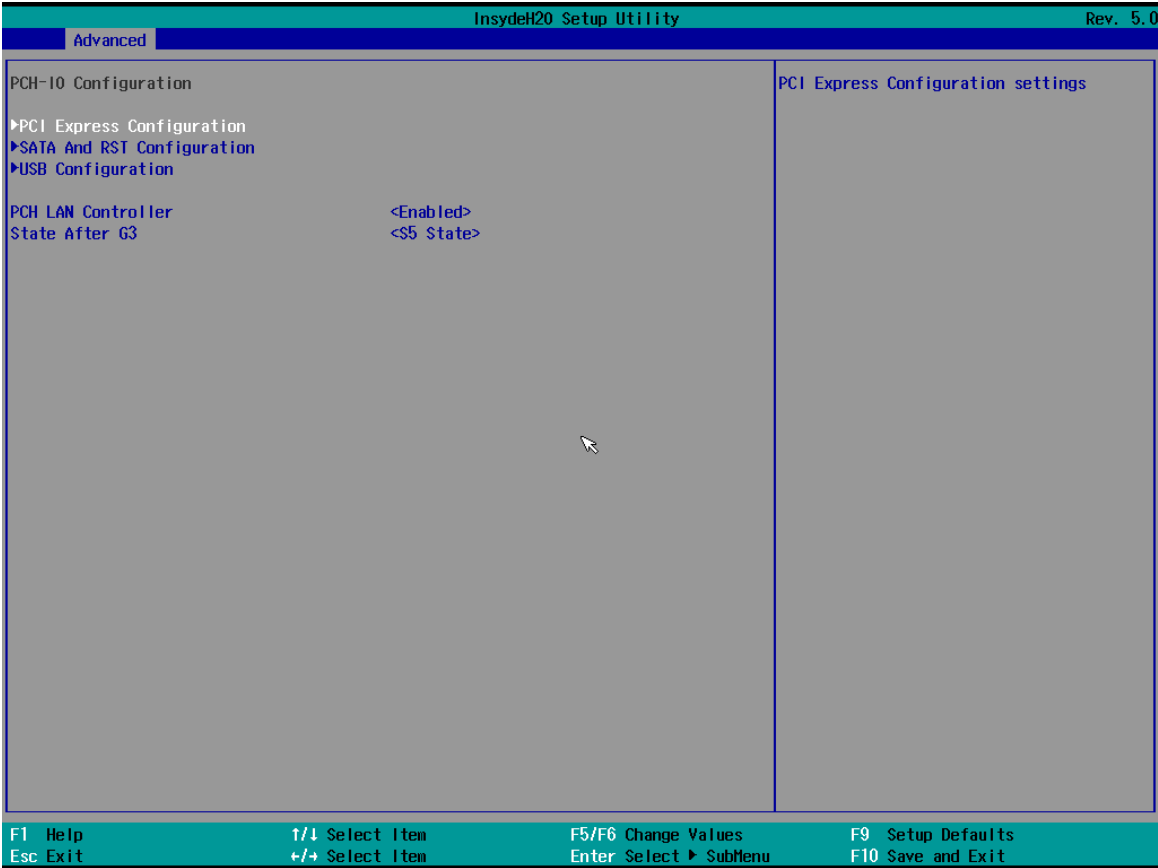 InsydeH20 Setup Utility Rev. 5.0
Advanced
PCH-IO Configuration
PCI Express Configuration settings
▶PCI Express Configuration
▶SATA And RST Configuration
▶USB Configuration
PCH LAN Controller <Enabled>
State After G3 <S5 State>
F1 Help ↑/↓ Select Item F5/F6 Change Values F9 Setup Defaults
Esc Exit ←/→ Select Item Enter Select ▶ SubMenu F10 Save and Exit